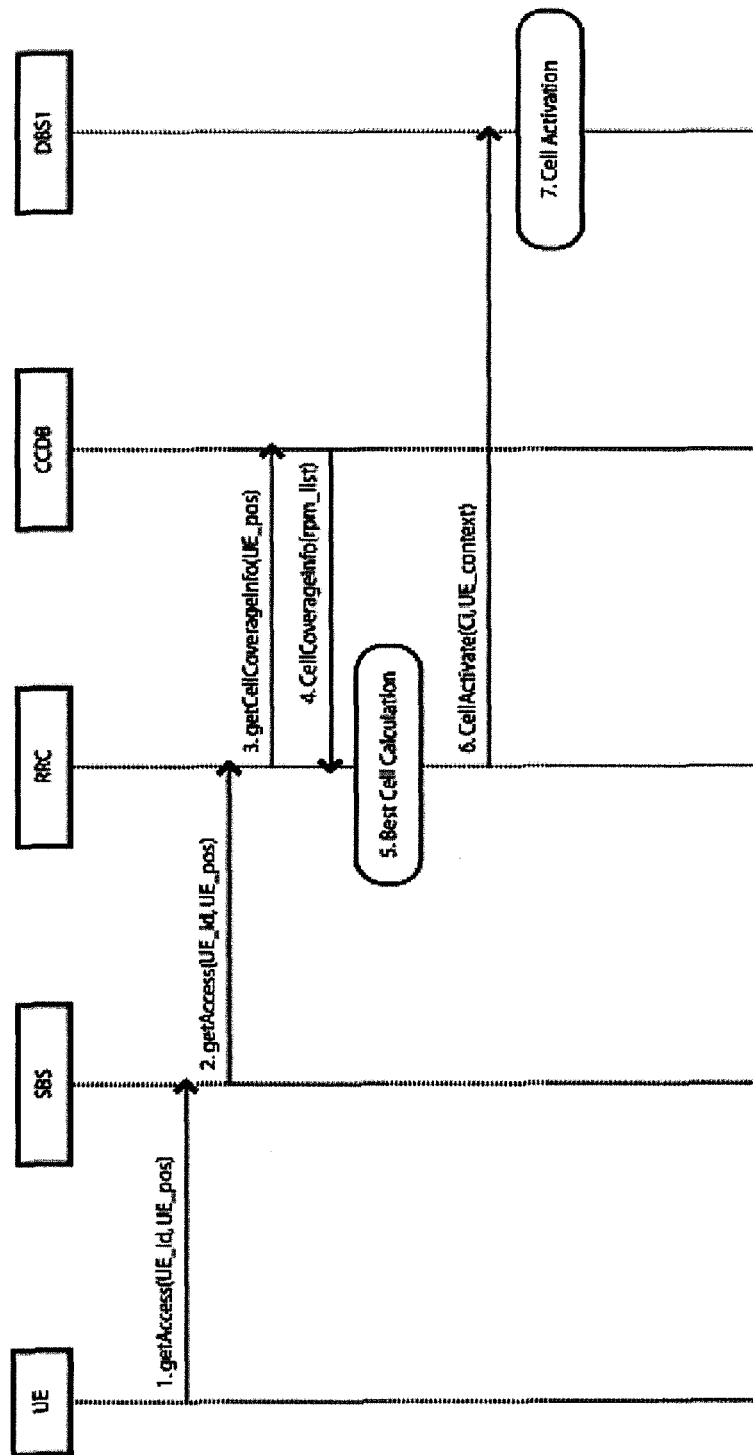 UE
SBS
RRC
CCDB
DBS1
1. getAccess(UE_id, UE_pos)
2. getAccess(UE_id, UE_pos)
3. getCellCoverageInfo(UE_pos)
4. CellCoverageInfo(rpm_list)
5. Best Cell Calculation
6. CellActivate(Ci, UE_context)
7. Cell Activation